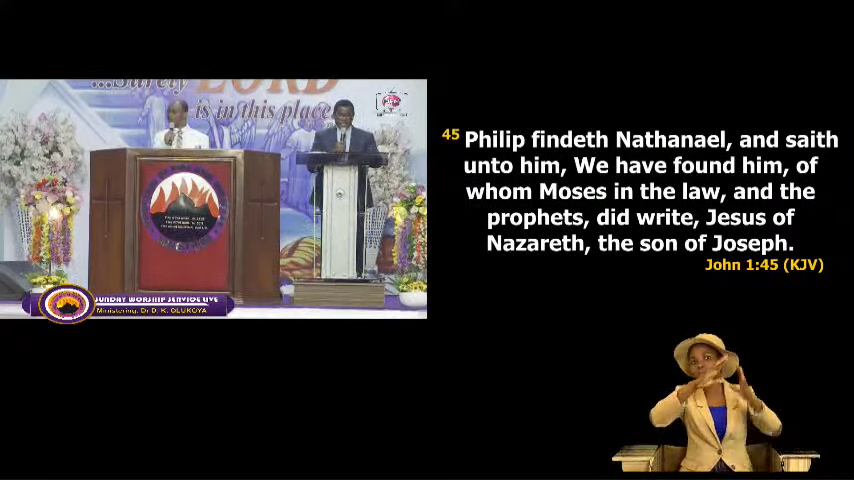 ...Surely
LORD
is in this place.
45 Philip findeth Nathanael, and saith
unto him, We have found him, of
whom Moses in the law, and the
prophets, did write, Jesus of
Nazareth, the son of Joseph.
John 1:45 (KJV)
SUNDAY WORSHIP SERVICE LIVE
Ministering: Dr D. K. OLUKOYA